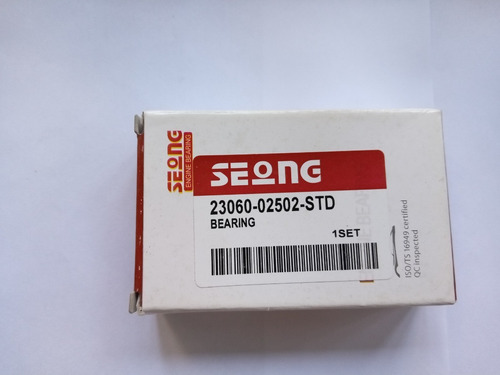 SEONG
ENGINE BEARING
SEONG
23060-02502-STD
BEARING
1SET
ISO/TS 16949 certified
QC inspected